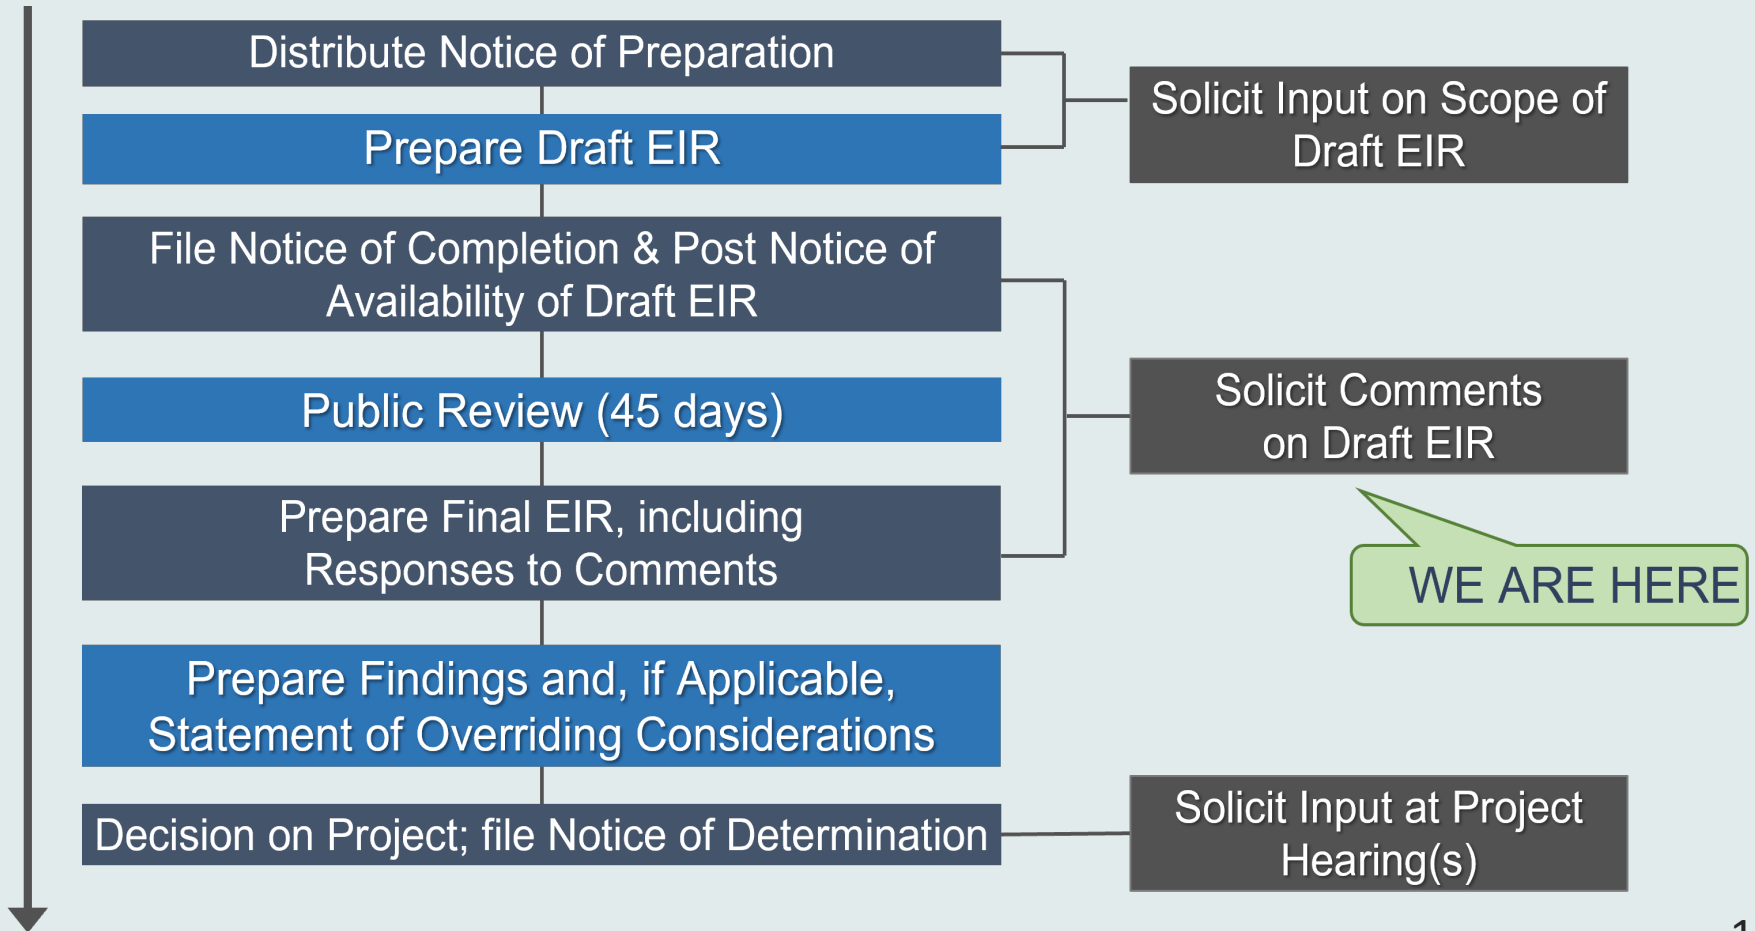 Distribute Notice of Preparation
Solicit Input on Scope of
Draft EIR
Prepare Draft EIR
File Notice of Completion & Post Notice of
Availability of Draft EIR
Public Review (45 days)
Solicit Comments
on Draft EIR
Prepare Final EIR, including
Responses to Comments
WE ARE HERE
Prepare Findings and, if Applicable,
Statement of Overriding Considerations
Decision on Project; file Notice of Determination
Solicit Input at Project
Hearing(s)